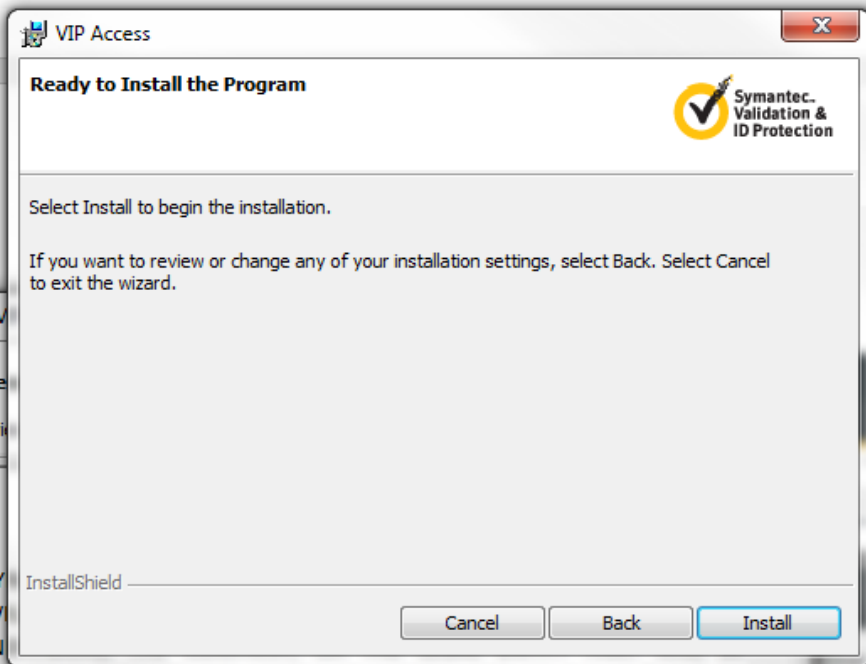 VIP Access
Ready to Install the Program
Symantec™
Validation &
ID Protection
Select Install to begin the installation.
If you want to review or change any of your installation settings, select Back. Select Cancel
to exit the wizard.
InstallShield
Cancel
Back
Install